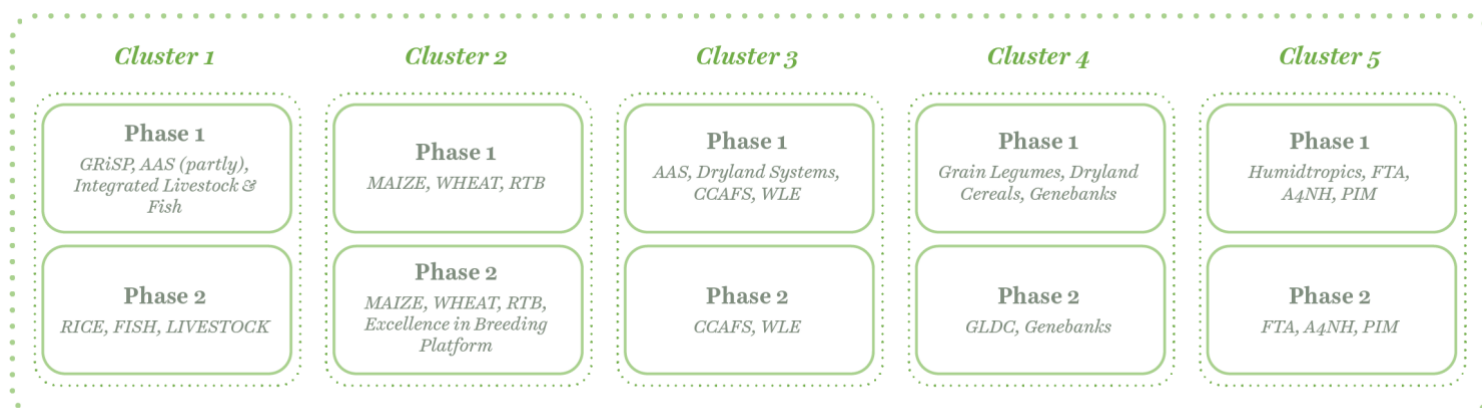 Cluster 1
Phase 1
GRiSP, AAS (partly),
Integrated Livestock &
Fish
Phase 2
RICE, FISH, LIVESTOCK
Cluster 2
Phase 1
MAIZE, WHEAT, RTB
Phase 2
MAIZE, WHEAT, RTB,
Excellence in Breeding
Platform
Cluster 3
Phase 1
AAS, Dryland Systems,
CCAFS, WLE
Phase 2
CCAFS, WLE
Cluster 4
Phase 1
Grain Legumes, Dryland
Cereals, Genebanks
Phase 2
GLDC, Genebanks
Cluster 5
Phase 1
Humidtropics, FTA,
A4NH, PIM
Phase 2
FTA, A4NH, PIM